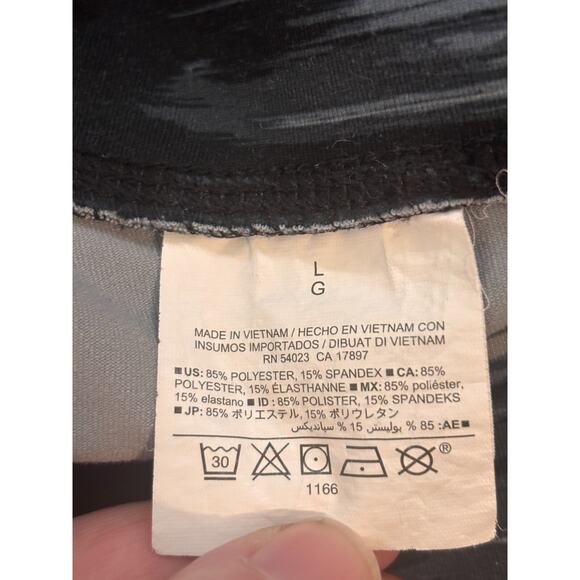 L
G
MADE IN VIETNAM / HECHO EN VIETNAM CON
INSUMOS IMPORTADOS / DIBUAT DI VIETNAM
RN 54023 CA 17897
■ US: 85% POLYESTER, 15% SPANDEX ■ CA: 85%
POLYESTER, 15% ÉLASTHANNE ■ MX: 85% poliéster,
15% elastano ■ ID : 85% POLISTER, 15% SPANDEKS
■ JP: 85% ポリエステル, 15% ポリウレタン
■ AE: 85 % بوليستر 15 % سپانديكس
30
®
1166